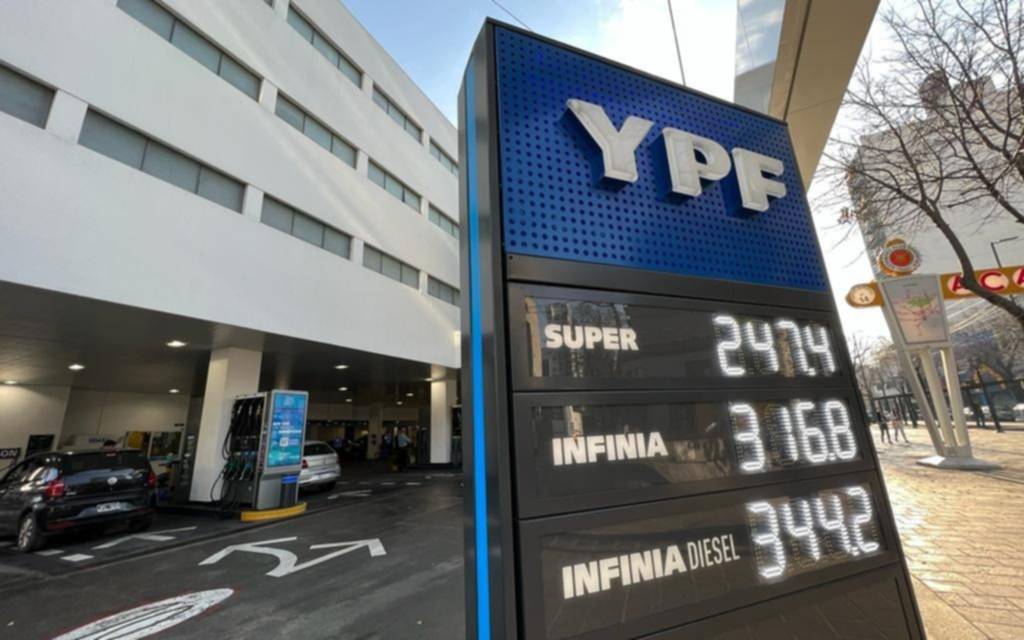 YPF
SUPER 247.4
INFINIA 316.8
INFINIA DIESEL 344.2
ACA